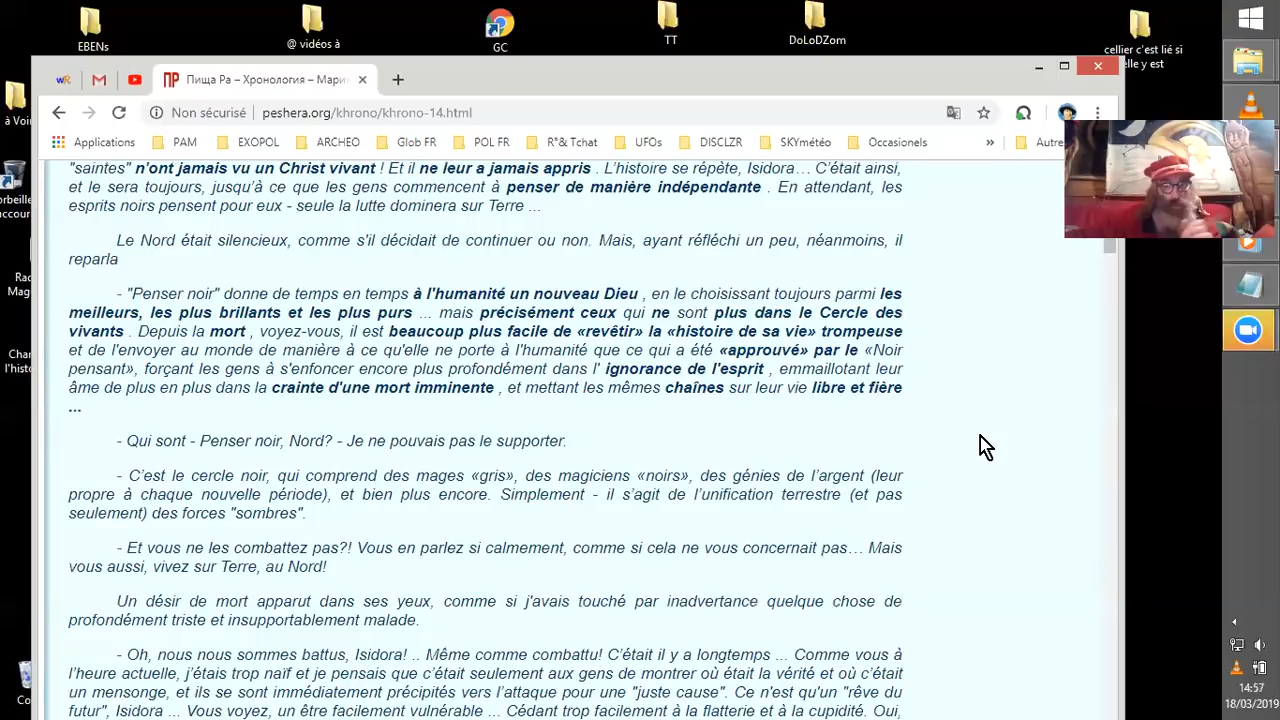 EBENs
@ vidéos à
GC
TT
DoLoDZom
cellier c'est lié si
elle y est
wR
Пища Ра – Хронология – Мари
Non sécurisé peshera.org/khrono/khrono-14.html
Applications PAM EXOPOL ARCHEO Glob FR POL FR R°& Tchat UFOs DISCLZR SKYmétéo Occasionels » Autre
"saintes" n'ont jamais vu un Christ vivant ! Et il ne leur a jamais appris . L'histoire se répète, Isidora… C'était ainsi,
et le sera toujours, jusqu'à ce que les gens commencent à penser de manière indépendante . En attendant, les
esprits noirs pensent pour eux - seule la lutte dominera sur Terre ...
Le Nord était silencieux, comme s'il décidait de continuer ou non. Mais, ayant réfléchi un peu, néanmoins, il
reparla
- "Penser noir" donne de temps en temps à l'humanité un nouveau Dieu , en le choisissant toujours parmi les
meilleurs, les plus brillants et les plus purs ... mais précisément ceux qui ne sont plus dans le Cercle des
vivants . Depuis la mort , voyez-vous, il est beaucoup plus facile de «revêtir» la «histoire de sa vie» trompeuse
et de l'envoyer au monde de manière à ce qu'elle ne porte à l'humanité que ce qui a été «approuvé» par le «Noir
pensant», forçant les gens à s'enfoncer encore plus profondément dans l' ignorance de l'esprit , emmaillotant leur
âme de plus en plus dans la crainte d'une mort imminente , et mettant les mêmes chaînes sur leur vie libre et fière
...
- Qui sont - Penser noir, Nord? - Je ne pouvais pas le supporter.
- C'est le cercle noir, qui comprend des mages «gris», des magiciens «noirs», des génies de l'argent (leur
propre à chaque nouvelle période), et bien plus encore. Simplement - il s'agit de l'unification terrestre (et pas
seulement) des forces "sombres".
- Et vous ne les combattez pas?! Vous en parlez si calmement, comme si cela ne vous concernait pas… Mais
vous aussi, vivez sur Terre, au Nord!
Un désir de mort apparut dans ses yeux, comme si j'avais touché par inadvertance quelque chose de
profondément triste et insupportablement malade.
- Oh, nous nous sommes battus, Isidora! .. Même comme combattu! C'était il y a longtemps ... Comme vous à
l'heure actuelle, j'étais trop naïf et je pensais que c'était seulement aux gens de montrer où était la vérité et où c'était
un mensonge, et ils se sont immédiatement précipités vers l'attaque pour une "juste cause". Ce n'est qu'un "rêve du
futur", Isidora ... Vous voyez, un être facilement vulnérable ... Cédant trop facilement à la flatterie et à la cupidité. Oui,
à Voir
orbeille
accour
Rac
Mag
Chan
l'histo
Co
14:57
18/03/2019